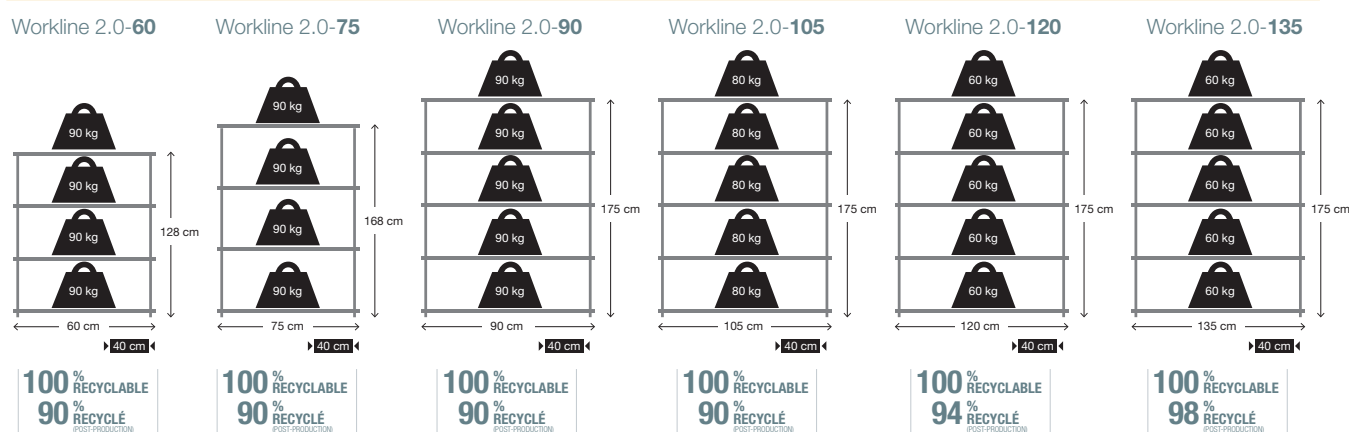 Workline 2.0-60
90 kg
90 kg
90 kg
90 kg
128 cm
60 cm
40 cm
100 % RECYCLABLE
90 % RECYCLÉ
(POST-PRODUCTION)
Workline 2.0-75
90 kg
90 kg
90 kg
90 kg
168 cm
75 cm
40 cm
100 % RECYCLABLE
90 % RECYCLÉ
(POST-PRODUCTION)
Workline 2.0-90
90 kg
90 kg
90 kg
90 kg
90 kg
175 cm
90 cm
40 cm
100 % RECYCLABLE
90 % RECYCLÉ
(POST-PRODUCTION)
Workline 2.0-105
80 kg
80 kg
80 kg
80 kg
80 kg
175 cm
105 cm
40 cm
100 % RECYCLABLE
90 % RECYCLÉ
(POST-PRODUCTION)
Workline 2.0-120
60 kg
60 kg
60 kg
60 kg
60 kg
175 cm
120 cm
40 cm
100 % RECYCLABLE
94 % RECYCLÉ
(POST-PRODUCTION)
Workline 2.0-135
60 kg
60 kg
60 kg
60 kg
60 kg
175 cm
135 cm
40 cm
100 % RECYCLABLE
98 % RECYCLÉ
(POST-PRODUCTION)